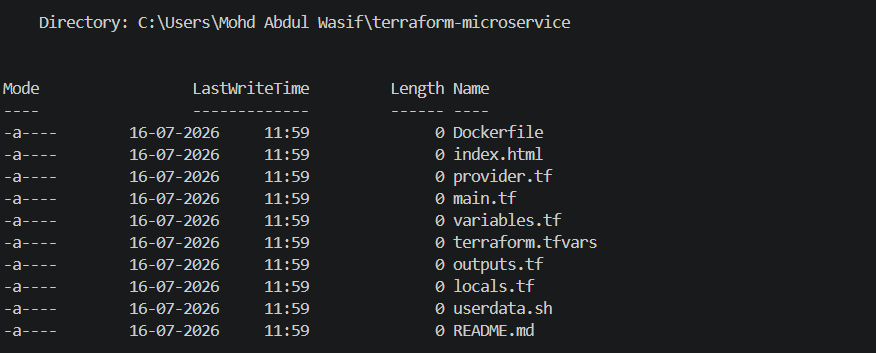 Directory: C:\Users\Mohd Abdul Wasif\terraform-microservice
Mode LastWriteTime Length Name
---- ------------- ------ ----
-a---- 16-07-2026 11:59 0 Dockerfile
-a---- 16-07-2026 11:59 0 index.html
-a---- 16-07-2026 11:59 0 provider.tf
-a---- 16-07-2026 11:59 0 main.tf
-a---- 16-07-2026 11:59 0 variables.tf
-a---- 16-07-2026 11:59 0 terraform.tfvars
-a---- 16-07-2026 11:59 0 outputs.tf
-a---- 16-07-2026 11:59 0 locals.tf
-a---- 16-07-2026 11:59 0 userdata.sh
-a---- 16-07-2026 11:59 0 README.md